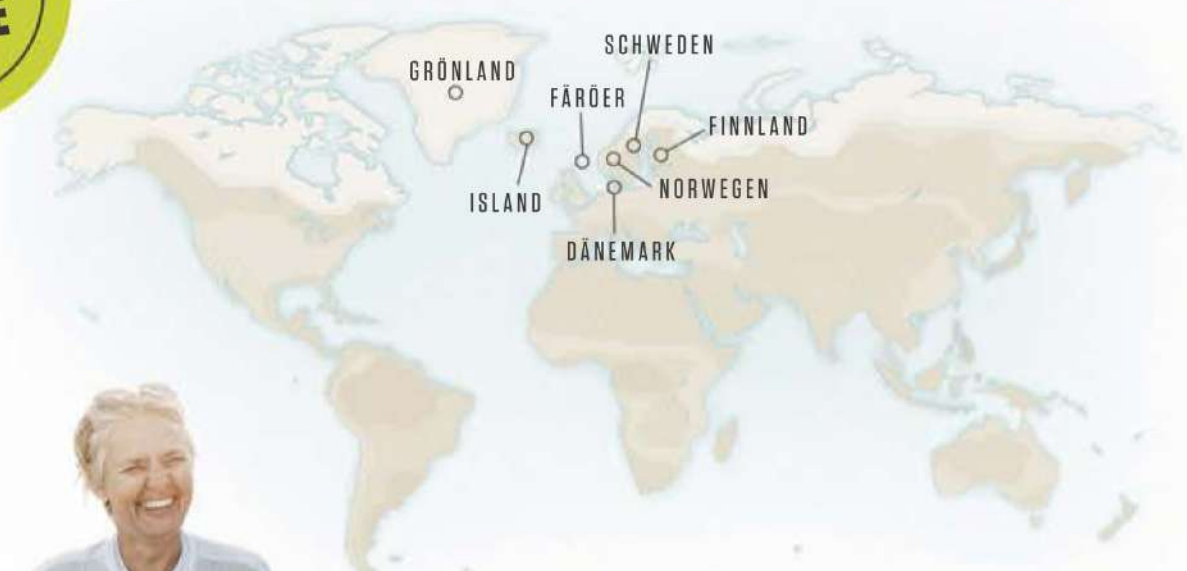 SCHWEDEN
GRÖNLAND
FÄRÖER
FINNLAND
NORWEGEN
ISLAND
DÄNEMARK